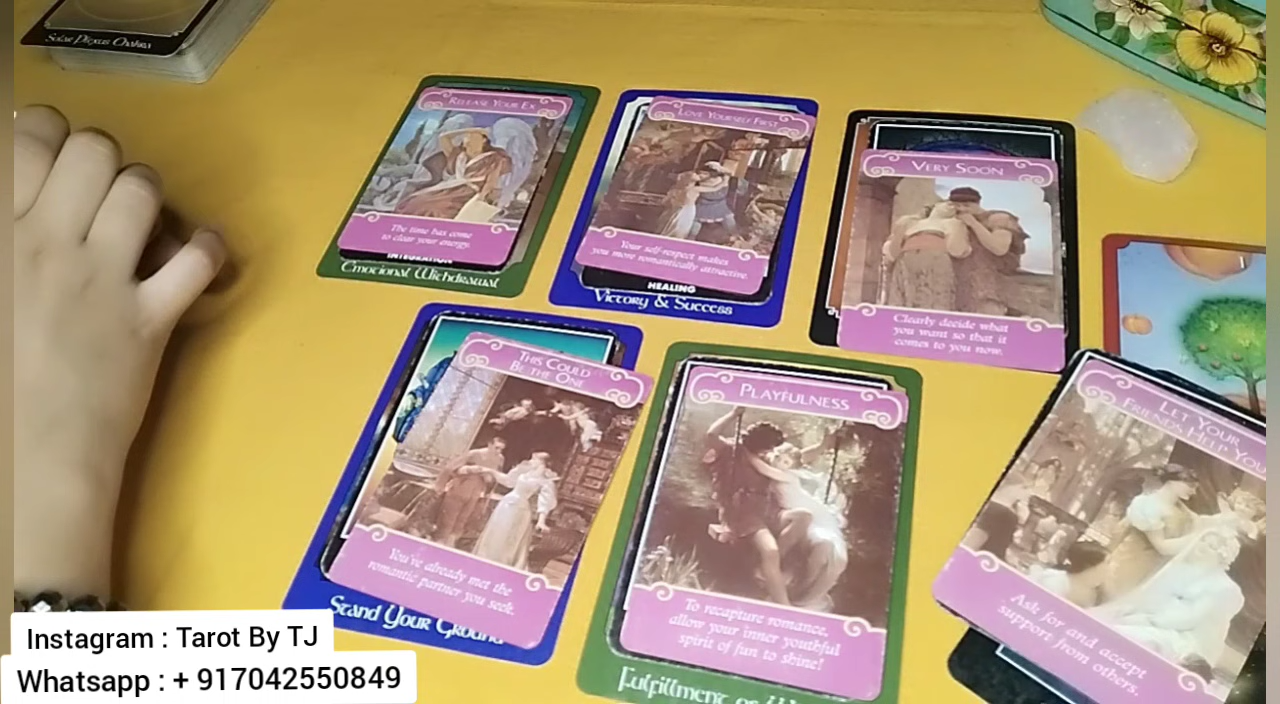 Solar Plexus Chakra
RELEASE YOUR EX
The time has come
to clear your energy.
INTEGRATION
Emotional Withdrawal
LOVE YOURSELF FIRST
Your self-respect makes
you more romantically attractive.
HEALING
Victory & Success
VERY SOON
Clearly decide what
you want so that it
comes to you now.
THIS COULD
BE THE ONE
You've already met the
romantic partner you seek.
Stand Your Ground
PLAYFULNESS
To recapture romance,
allow your inner youthful
spirit of fun to shine!
Fulfillment of
LET YOUR
FRIENDS HELP YOU
Ask for and accept
support from others.
Instagram : Tarot By TJ
Whatsapp : + 917042550849